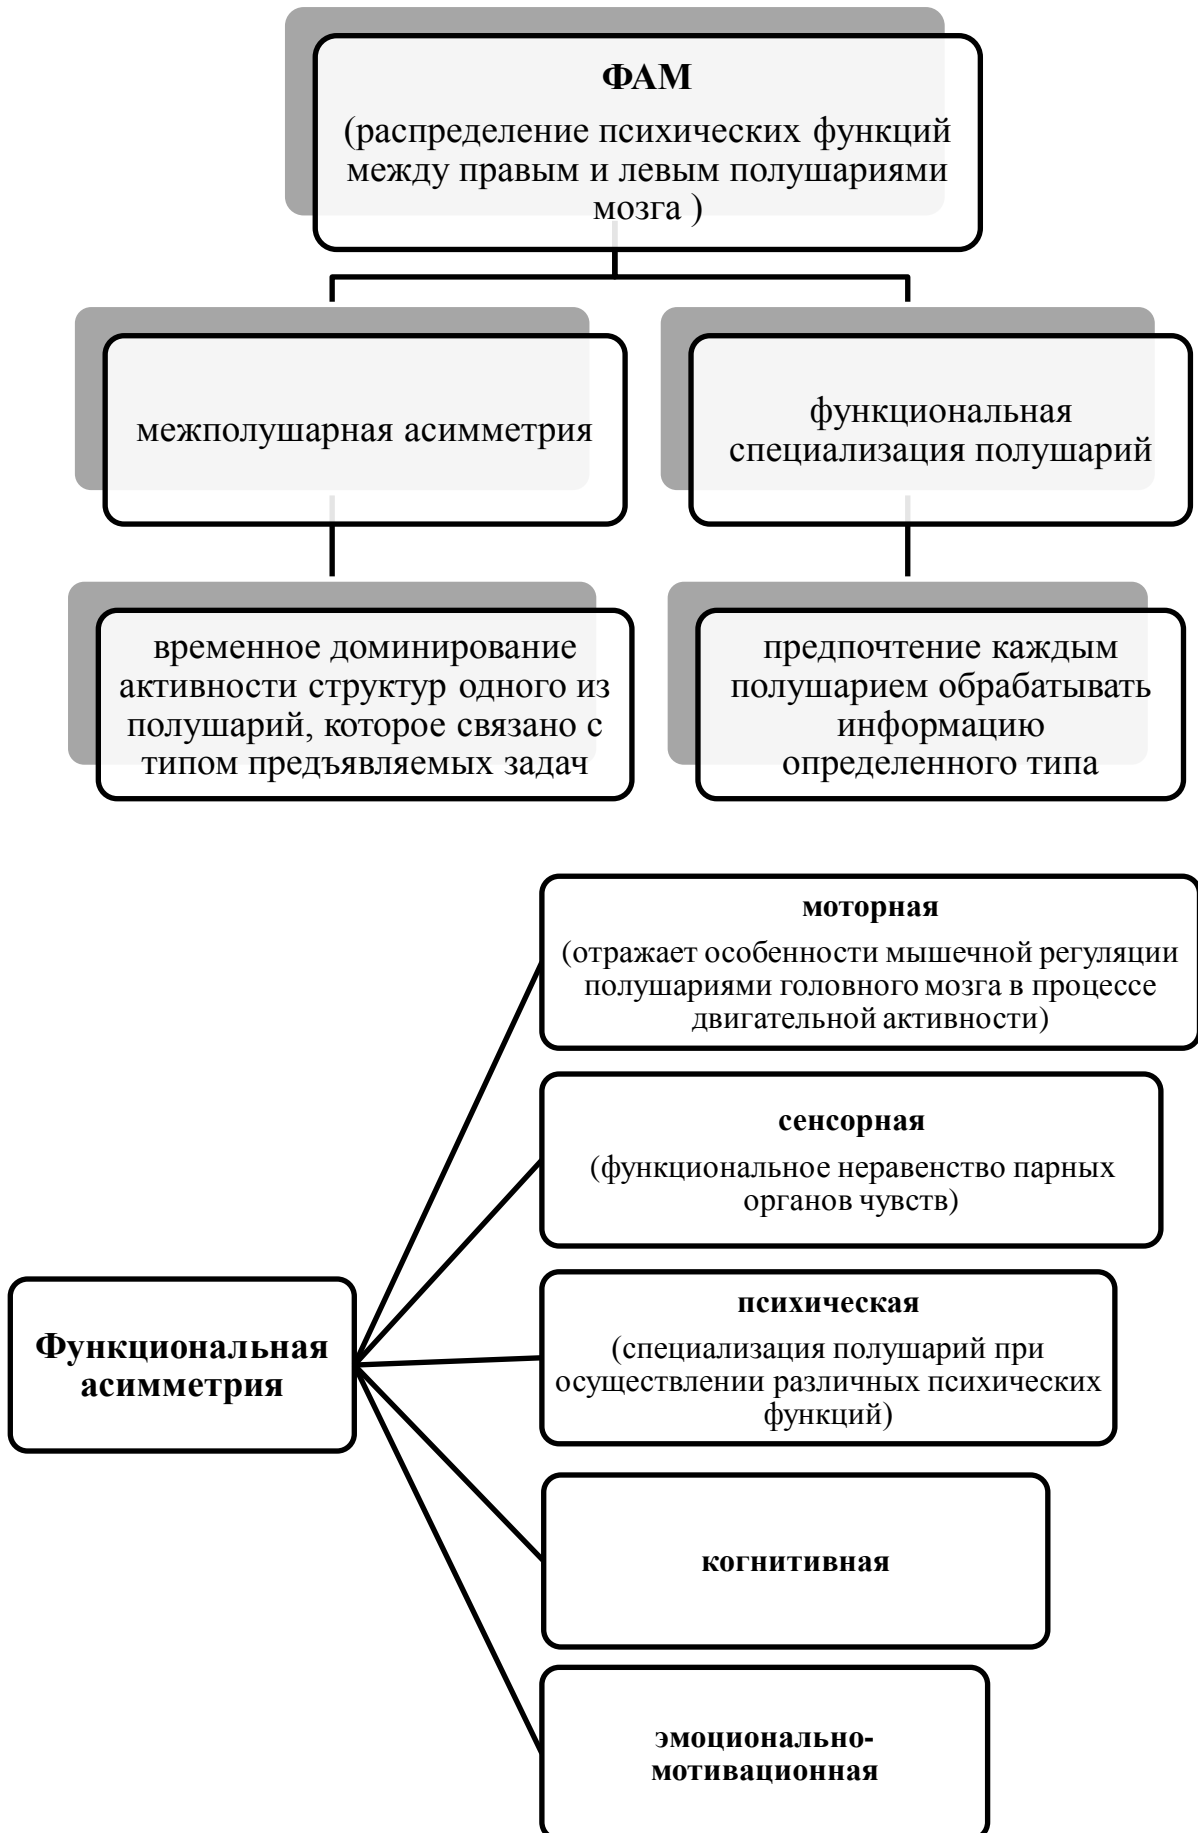 ФАМ
(распределение психических функций
между правым и левым полушариями
мозга )
межполушарная асимметрия
функциональная
специализация полушарий
временное доминирование
активности структур одного из
полушарий, которое связано с
типом предъявляемых задач
предпочтение каждым
полушарием обрабатывать
информацию
определенного типа
Функциональная
асимметрия
моторная
(отражает особенности мышечной регуляции
полушариями головного мозга в процессе
двигательной активности)
сенсорная
(функциональное неравенство парных
органов чувств)
психическая
(специализация полушарий при
осуществлении различных психических
функций)
когнитивная
эмоционально-
мотивационная